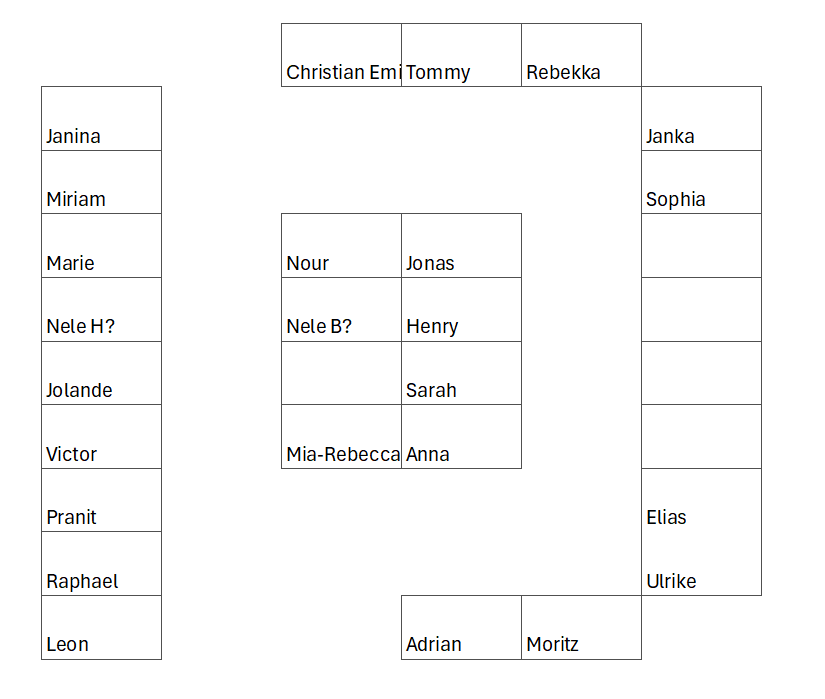 Christian Emi Tommy Rebekka
Janina Janka
Miriam Sophia
Marie Nour Jonas
Nele H? Nele B? Henry
Jolande Sarah
Victor Mia-Rebecca Anna
Pranit Elias
Raphael Ulrike
Leon Adrian Moritz